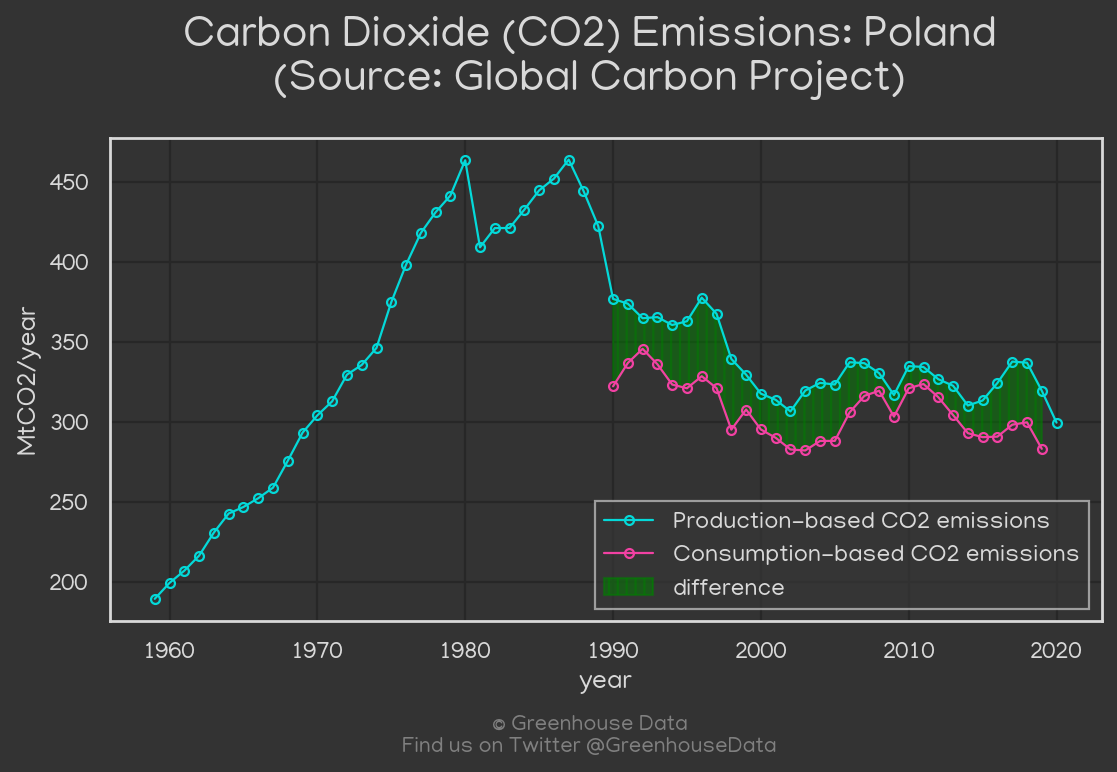 Carbon Dioxide (CO2) Emissions: Poland
(Source: Global Carbon Project)
450
400
350
300
250
200
MtCO2/year
Production-based CO2 emissions
Consumption-based CO2 emissions
difference
1960 1970 1980 1990 2000 2010 2020
year
© Greenhouse Data
Find us on Twitter @GreenhouseData